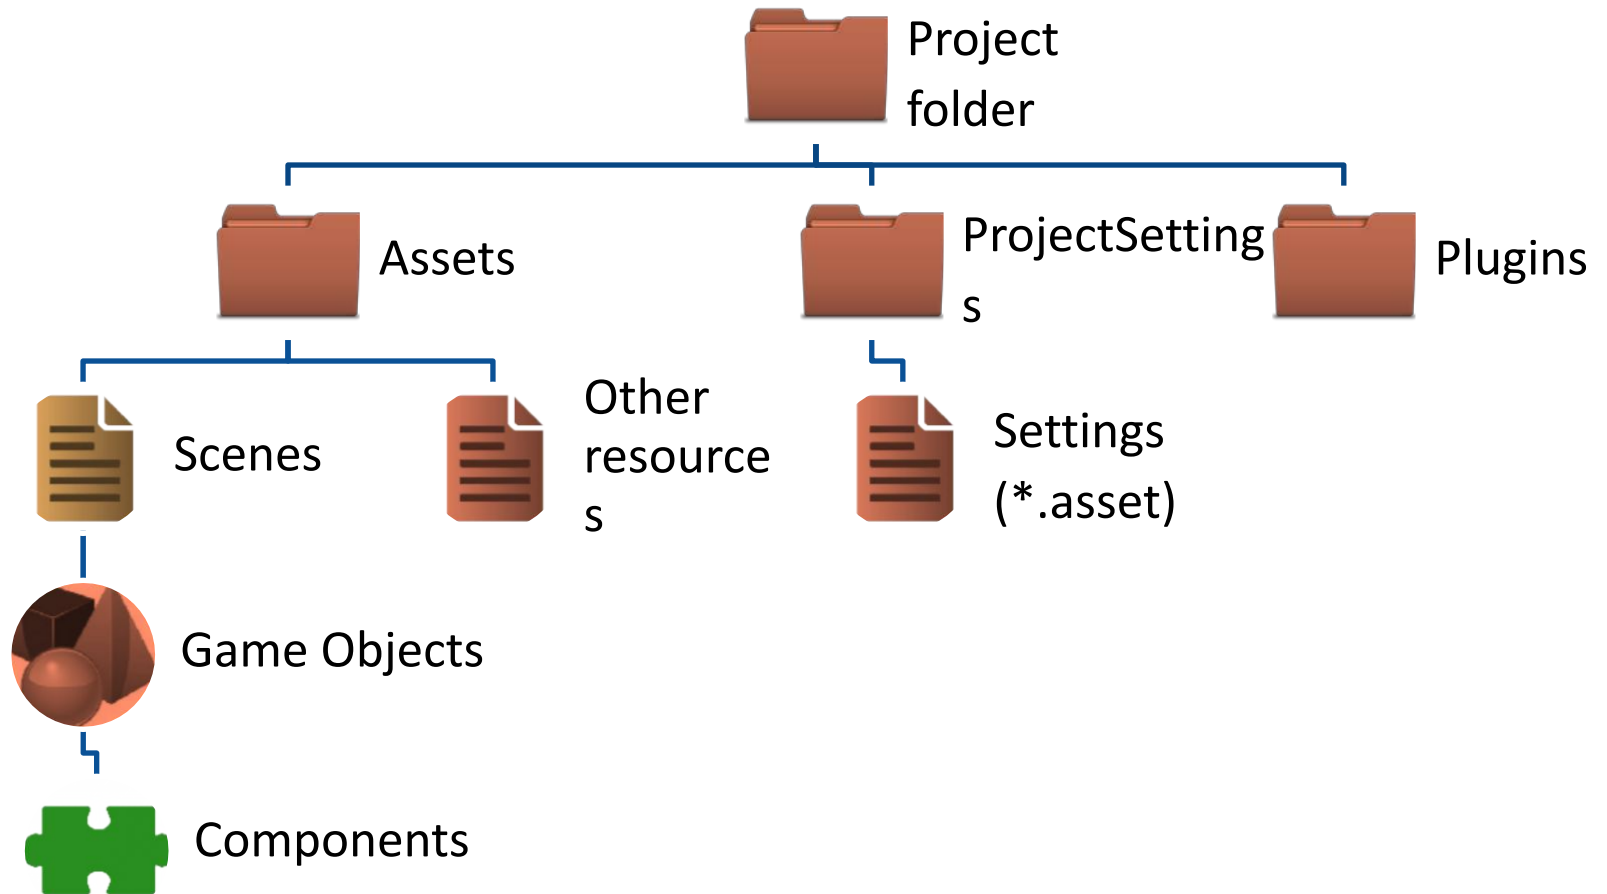 Project
folder
Assets
ProjectSetting
s
Plugins
Scenes
Other
resource
s
Settings
(*.asset)
Game Objects
Components